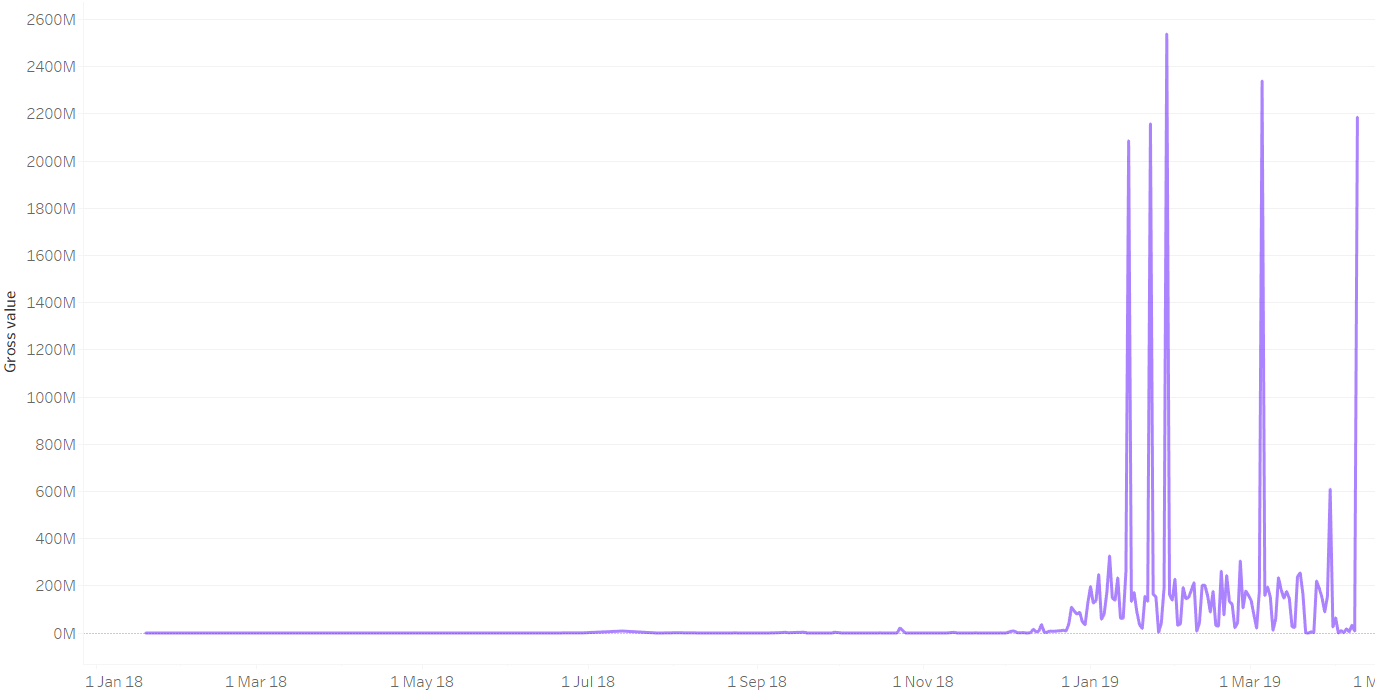 2600M
2400M
2200M
2000M
1800M
1600M
1400M
1200M
1000M
800M
600M
400M
200M
0M
Gross value
1 Jan 18
1 Mar 18
1 May 18
1 Jul 18
1 Sep 18
1 Nov 18
1 Jan 19
1 Mar 19
1 M